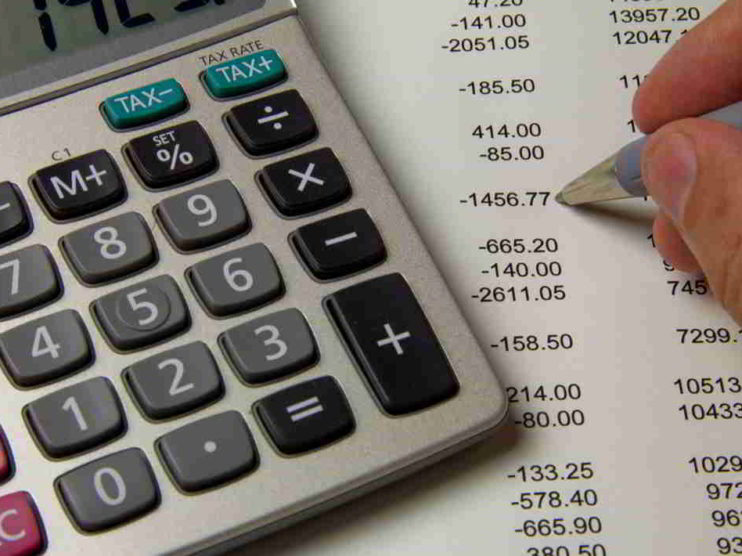 TAX RATE
TAX− TAX+
C1
M+
SET
%
÷
7 8 9 ×
4 5 6 −
1 2 3 +
0 . =
C
47.20
-141.00 13957.20
-2051.05 12047
-185.50
414.00
-85.00
-1456.77
-665.20
-140.00
-2611.05 745
-158.50 7299.
214.00 10513
-80.00 10433
-133.25 1029
-578.40 972
-665.90 96
380.50 93